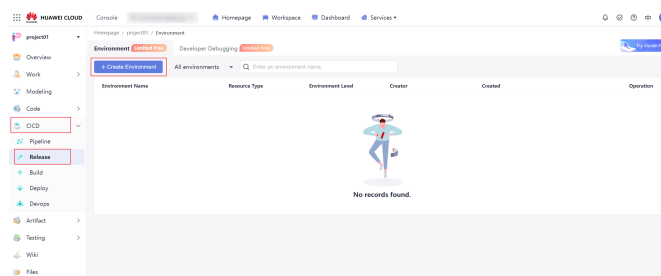 HUAWEI CLOUD
Console
Homepage
Workspace
Dashboard
Services
project01
Homepage / project01 / Environment
Environment Limited Free
Developer Debugging Limited Free
Try Guide
+ Create Environment
All environments
Enter an environment name.
Environment Name
Resource Type
Environment Level
Creator
Created
Operation
Overview
Work
Modeling
Code
CICD
Pipeline
Release
Build
Deploy
Devops
Artifact
Testing
Wiki
Files
No records found.